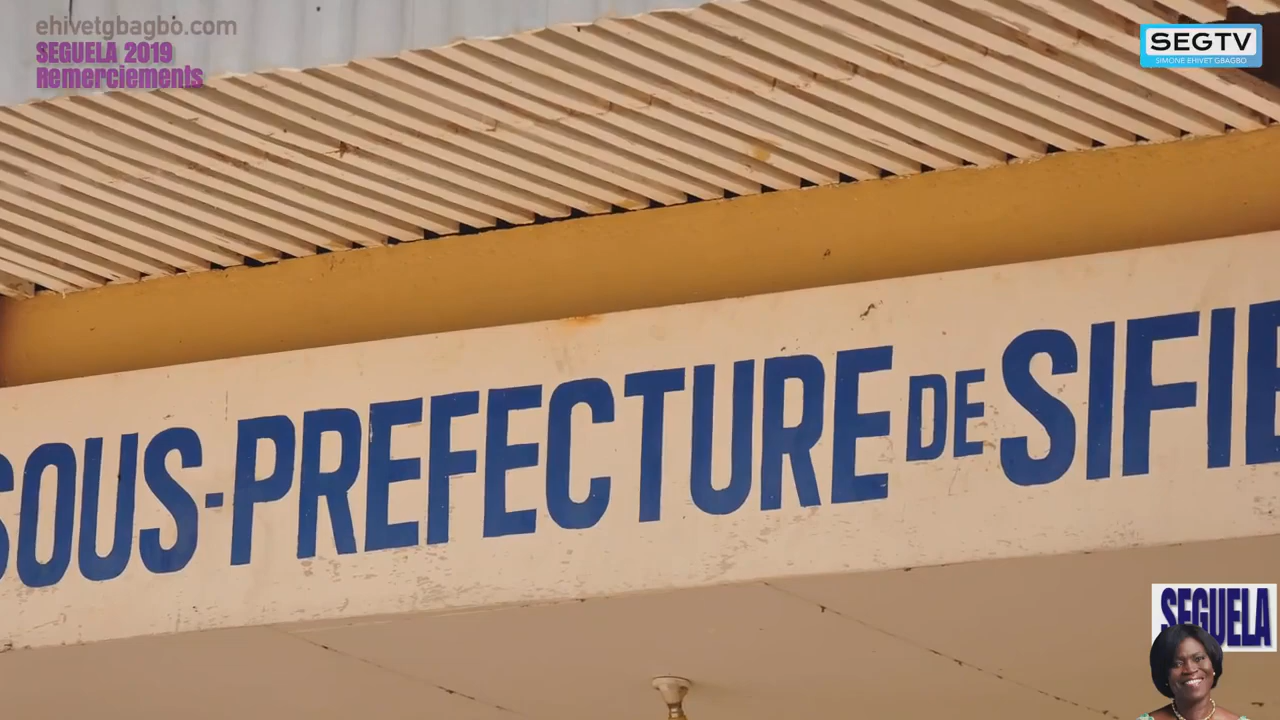 ehivetgbagbo.com
SEGUELA 2019
Remerciements
SEGTV
SIMONE EHIVET GBAGBO
SOUS-PREFECTURE DE SIFIE
SEGUELA